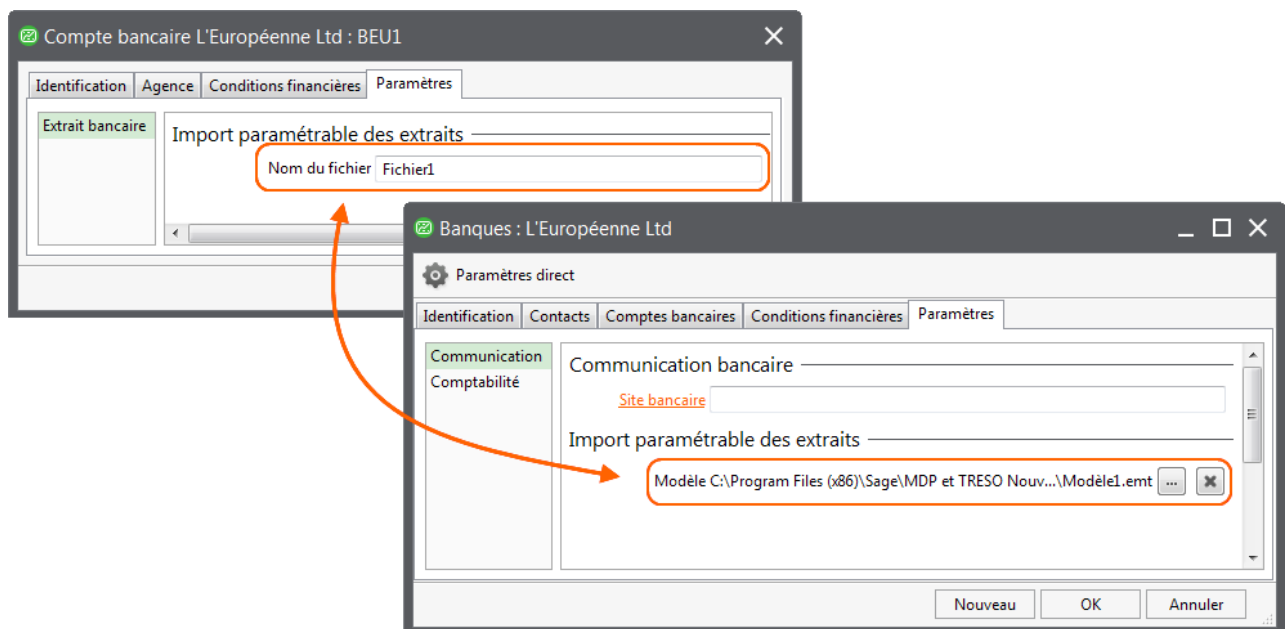 Compte bancaire L'Européenne Ltd : BEU1
Identification Agence Conditions financières Paramètres
Extrait bancaire
Import paramétrable des extraits
Nom du fichier Fichier1
Banques : L'Européenne Ltd
Paramètres direct
Identification Contacts Comptes bancaires Conditions financières Paramètres
Communication
Comptabilité
Communication bancaire
Site bancaire
Import paramétrable des extraits
Modèle C:\Program Files (x86)\Sage\MDP et TRESO Nouv...\Modèle1.emt ...
Nouveau OK Annuler